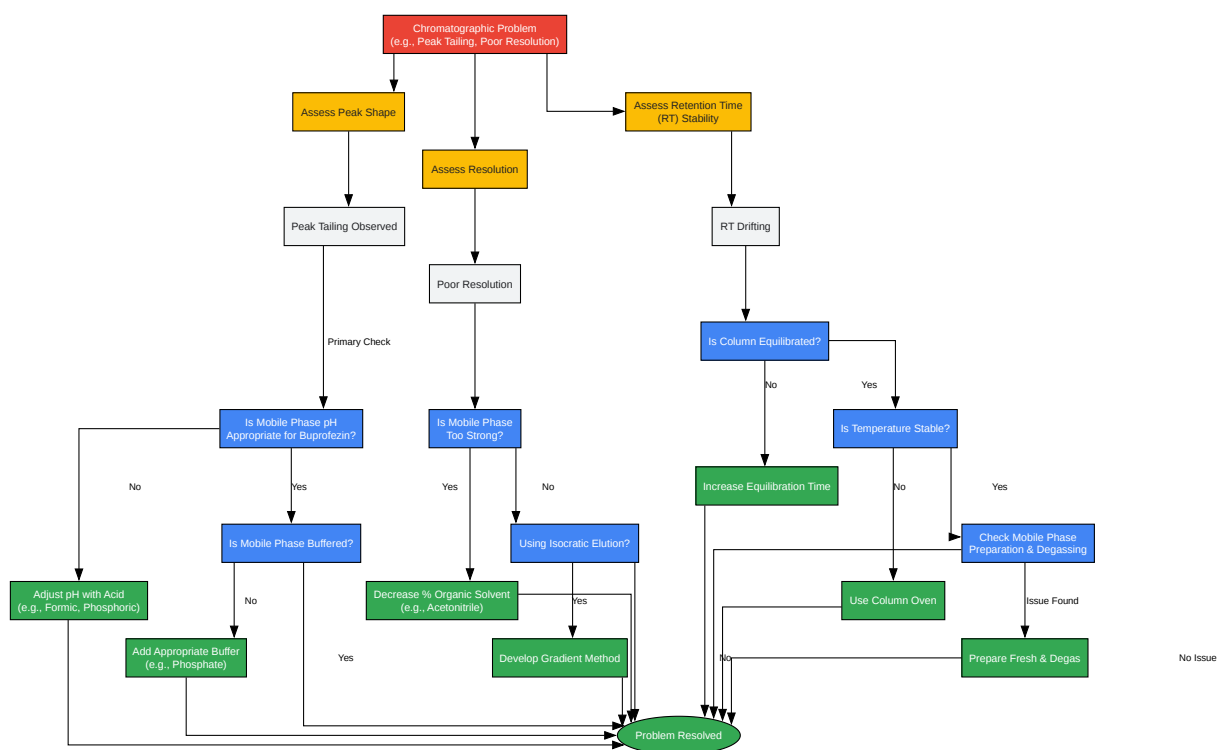 Chromatographic Problem
(e.g., Peak Tailing, Poor Resolution)
Assess Peak Shape
Assess Retention Time
(RT) Stability
Assess Resolution
Peak Tailing Observed
RT Drifting
Poor Resolution
Primary Check
Is Column Equilibrated?
No
Yes
Is Mobile Phase pH
Appropriate for Buprofezin?
Is Mobile Phase
Too Strong?
Is Temperature Stable?
No
Yes
Yes
No
Increase Equilibration Time
No
Yes
Is Mobile Phase Buffered?
Using Isocratic Elution?
Check Mobile Phase
Preparation & Degassing
Adjust pH with Acid
(e.g., Formic, Phosphoric)
No
Decrease % Organic Solvent
(e.g., Acetonitrile)
Yes
Use Column Oven
Issue Found
Add Appropriate Buffer
(e.g., Phosphate)
Yes
Develop Gradient Method
No
Prepare Fresh & Degas
No Issue
Problem Resolved